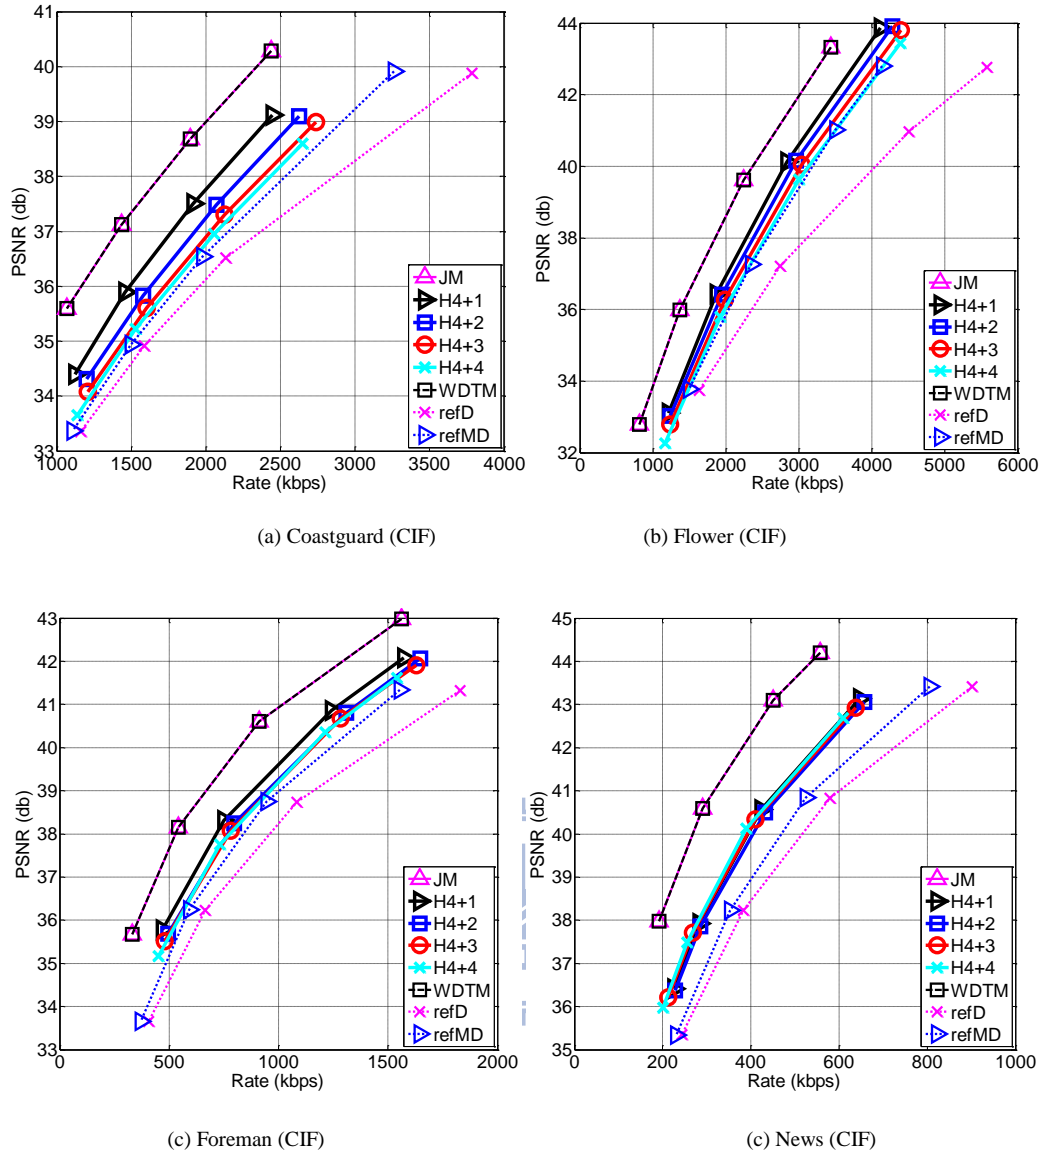 41
40
39
38
37
36
35
34
33
1000 1500 2000 2500 3000 3500 4000
PSNR (db)
Rate (kbps)
JM
H4+1
H4+2
H4+3
H4+4
WDTM
refD
refMD
(a) Coastguard (CIF)
44
42
40
38
36
34
32
0 1000 2000 3000 4000 5000 6000
PSNR (db)
Rate (kbps)
JM
H4+1
H4+2
H4+3
H4+4
WDTM
refD
refMD
(b) Flower (CIF)
43
42
41
40
39
38
37
36
35
34
33
0 500 1000 1500 2000
PSNR (db)
Rate (kbps)
JM
H4+1
H4+2
H4+3
H4+4
WDTM
refD
refMD
(c) Foreman (CIF)
45
44
43
42
41
40
39
38
37
36
35
0 200 400 600 800 1000
PSNR (db)
Rate (kbps)
JM
H4+1
H4+2
H4+3
H4+4
WDTM
refD
refMD
(c) News (CIF)